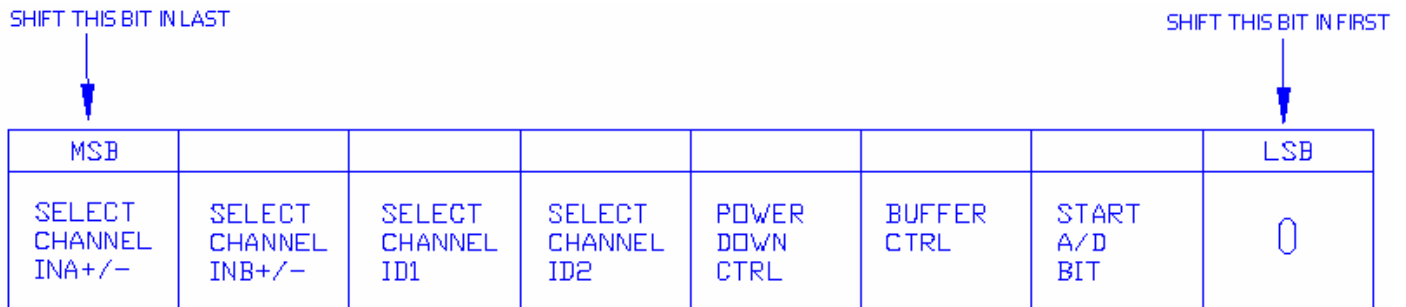 SHIFT THIS BIT IN LAST
SHIFT THIS BIT IN FIRST
MSB
LSB
SELECT
CHANNEL
INA+/-
SELECT
CHANNEL
INB+/-
SELECT
CHANNEL
ID1
SELECT
CHANNEL
ID2
POWER
DOWN
CTRL
BUFFER
CTRL
START
A/D
BIT
0